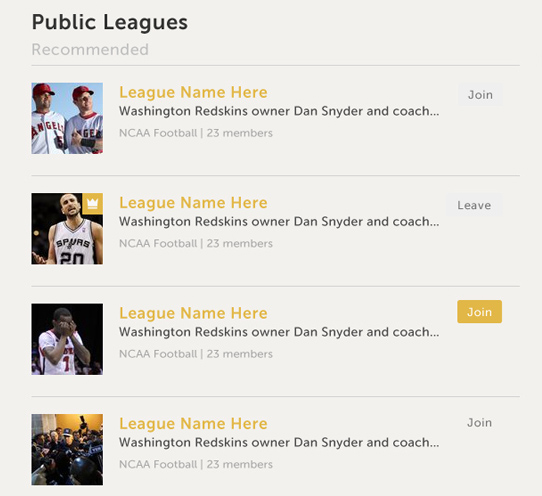 Public Leagues
Recommended
League Name Here
Join
Washington Redskins owner Dan Snyder and coach...
NCAA Football | 23 members
League Name Here
Leave
Washington Redskins owner Dan Snyder and coach...
NCAA Football | 23 members
SPURS
20
League Name Here
Join
Washington Redskins owner Dan Snyder and coach...
NCAA Football | 23 members
1
League Name Here
Join
Washington Redskins owner Dan Snyder and coach...
NCAA Football | 23 members